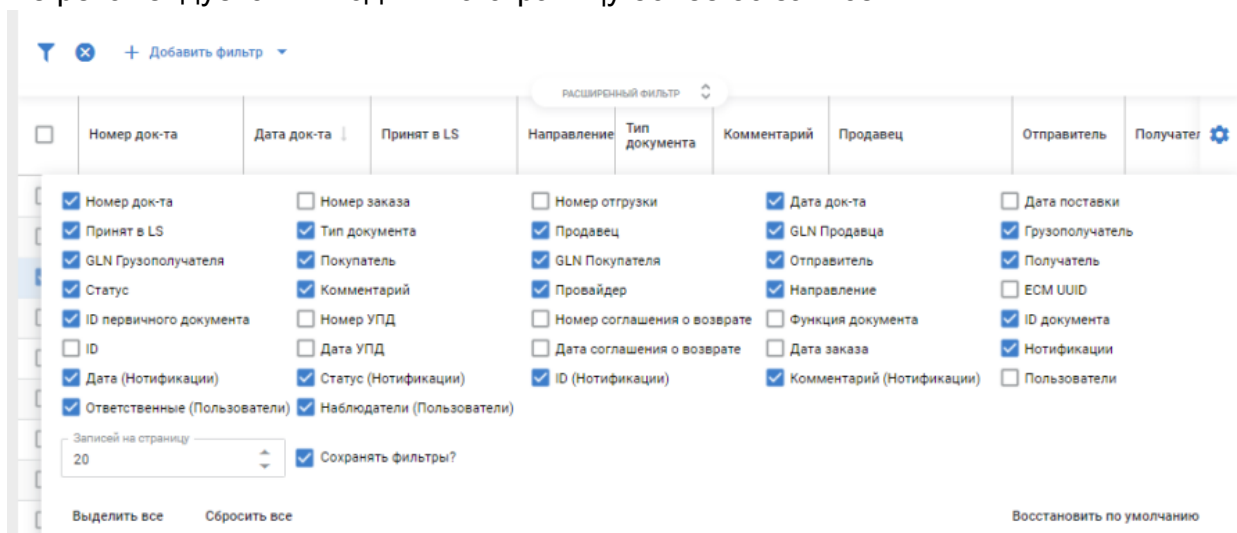 Добавить фильтр
РАСШИРЕННЫЙ ФИЛЬТР
Номер док-та Дата док-та Принят в LS Направление Тип документа Комментарий Продавец Отправитель Получател
Номер док-та Номер заказа Номер отгрузки Дата док-та Дата поставки
Принят в LS Тип документа Продавец GLN Продавца Грузополучатель
GLN Грузополучателя Покупатель GLN Покупателя Отправитель Получатель
Статус Комментарий Провайдер Направление ECM UUID
ID первичного документа Номер УПД Номер соглашения о возврате Функция документа ID документа
ID Дата УПД Дата соглашения о возврате Дата заказа Нотификации
Дата (Нотификации) Статус (Нотификации) ID (Нотификации) Комментарий (Нотификации) Пользователи
Ответственные (Пользователи) Наблюдатели (Пользователи)
Записей на страницу
20 Сохранять фильтры?
Выделить все Сбросить все Восстановить по умолчанию